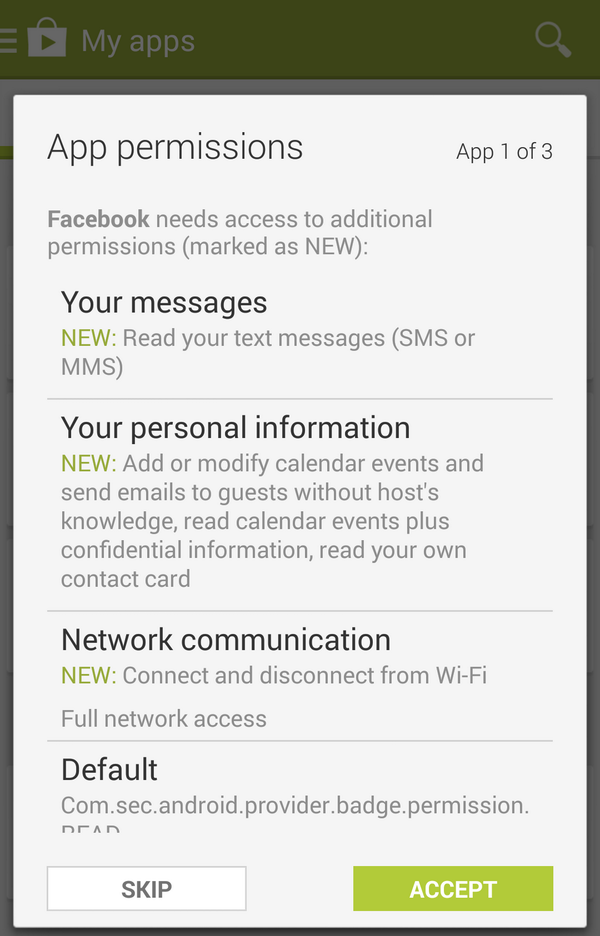 My apps
App permissions
App 1 of 3
Facebook needs access to additional
permissions (marked as NEW):
Your messages
NEW: Read your text messages (SMS or
MMS)
Your personal information
NEW: Add or modify calendar events and
send emails to guests without host's
knowledge, read calendar events plus
confidential information, read your own
contact card
Network communication
NEW: Connect and disconnect from Wi-Fi
Full network access
Default
Com.sec.android.provider.badge.permission.
READ
SKIP
ACCEPT